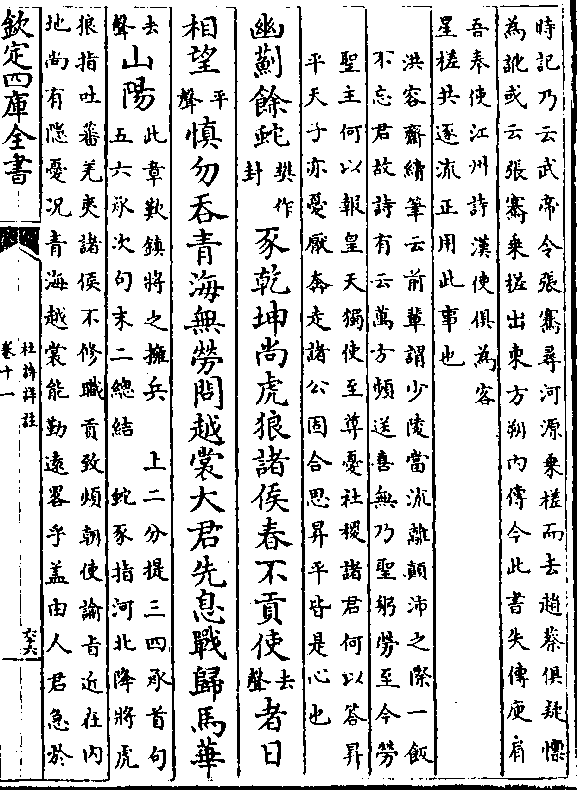 時記乃云武帝令張騫尋河源乗槎而去趙蔡俱疑懔
為訛或云張騫乗槎出東方朔内傳今此書失傳庾肩
吾奉使江州詩漢使俱為客
星槎共逐流正用此事也
洪容齋續筆云前輩謂少陵當流離顛沛之際一飯
不忘君故詩有云萬方頻送喜無乃聖躬勞至今勞
聖主何以報皇天獨使至尊憂社稷諸君何以答昇
平天子亦憂厭奔走諸公固合思昇平皆是心也
幽薊餘蛇樊作封豕乾坤尚虎狼諸侯春不貢使去聲者日
相望平聲慎勿吞青海無勞問越裳大君先息戰歸馬華
去聲山陽此章歎鎮將之擁兵 上二分提三四承首句
五六承次句末二總結 蛇豕指河北降將虎
狼指吐蕃羌夷諸侯不修職貢致頻朝使諭㫖近在内
地尚有隱憂况青海越裳能勤遠畧乎盖由人君急於
欽定四庫全書
杜詩詳註
卷十一
六六